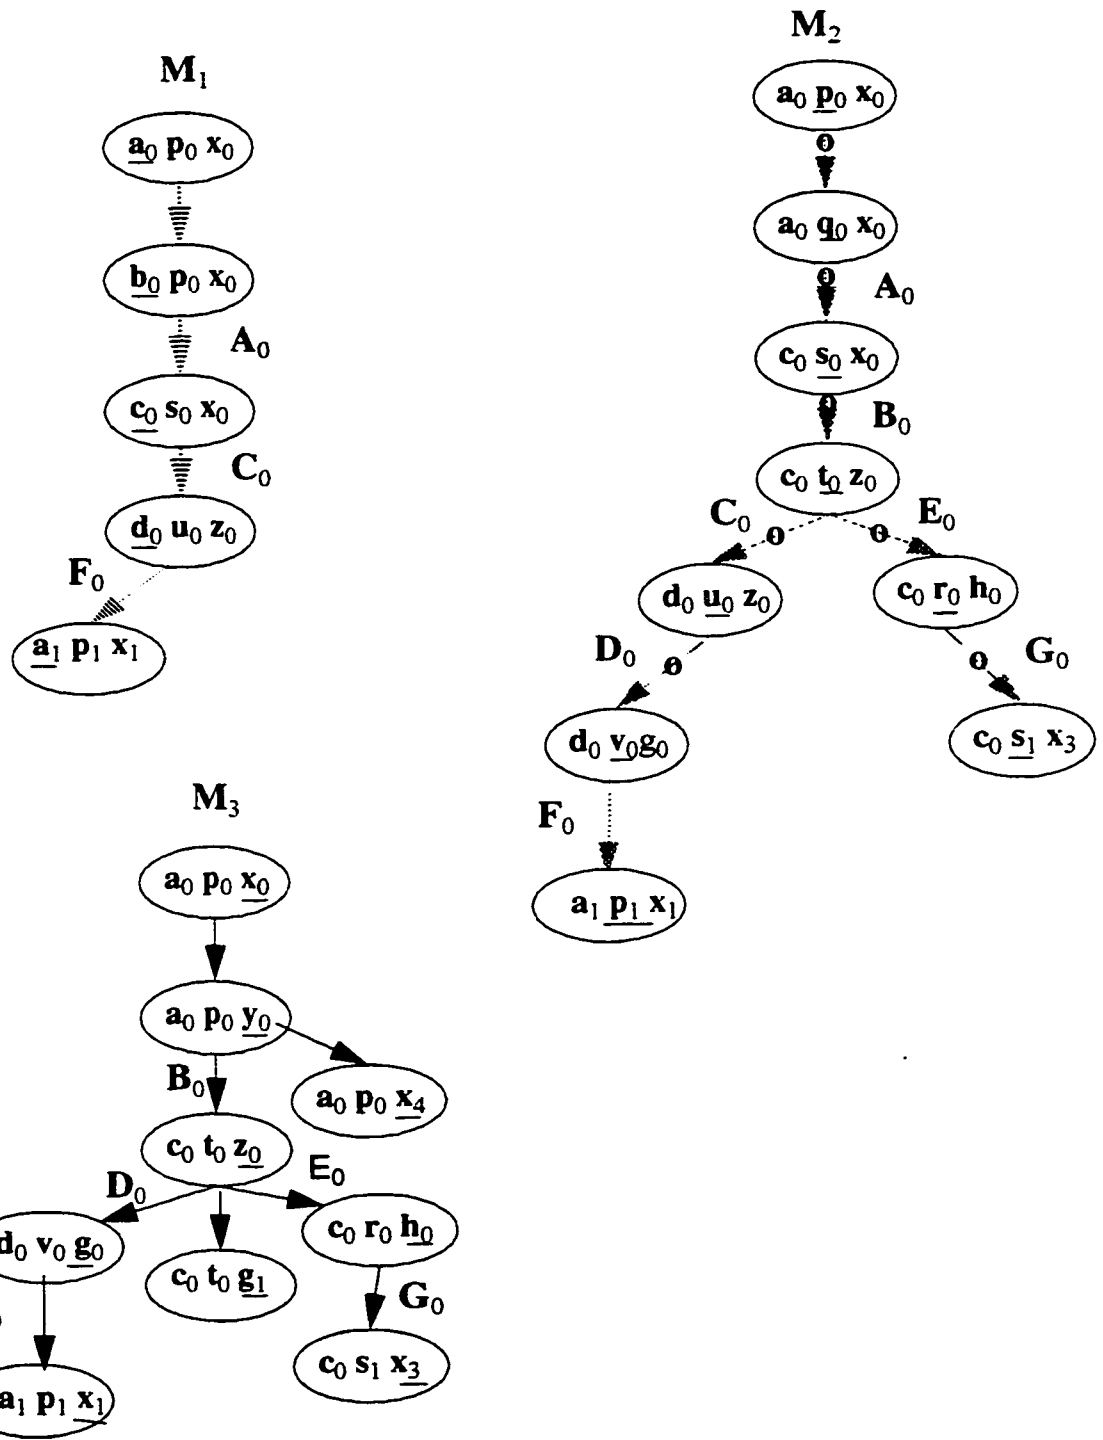 M₁
a₀ p₀ x₀
b₀ p₀ x₀
A₀
c₀ s₀ x₀
C₀
d₀ u₀ z₀
F₀
a₁ p₁ x₁
M₂
a₀ p₀ x₀
a₀ q₀ x₀
A₀
c₀ s₀ x₀
B₀
c₀ t₀ z₀
C₀
E₀
d₀ u₀ z₀
c₀ r₀ h₀
D₀
G₀
d₀ v₀g₀
c₀ s₁ x₃
F₀
a₁ p₁ x₁
M₃
a₀ p₀ x₀
a₀ p₀ y₀
B₀
a₀ p₀ x₄
c₀ t₀ z₀
D₀
E₀
d₀ v₀ g₀
c₀ t₀ g₁
c₀ r₀ h₀
G₀
c₀ s₁ x₃
a₁ p₁ x₁